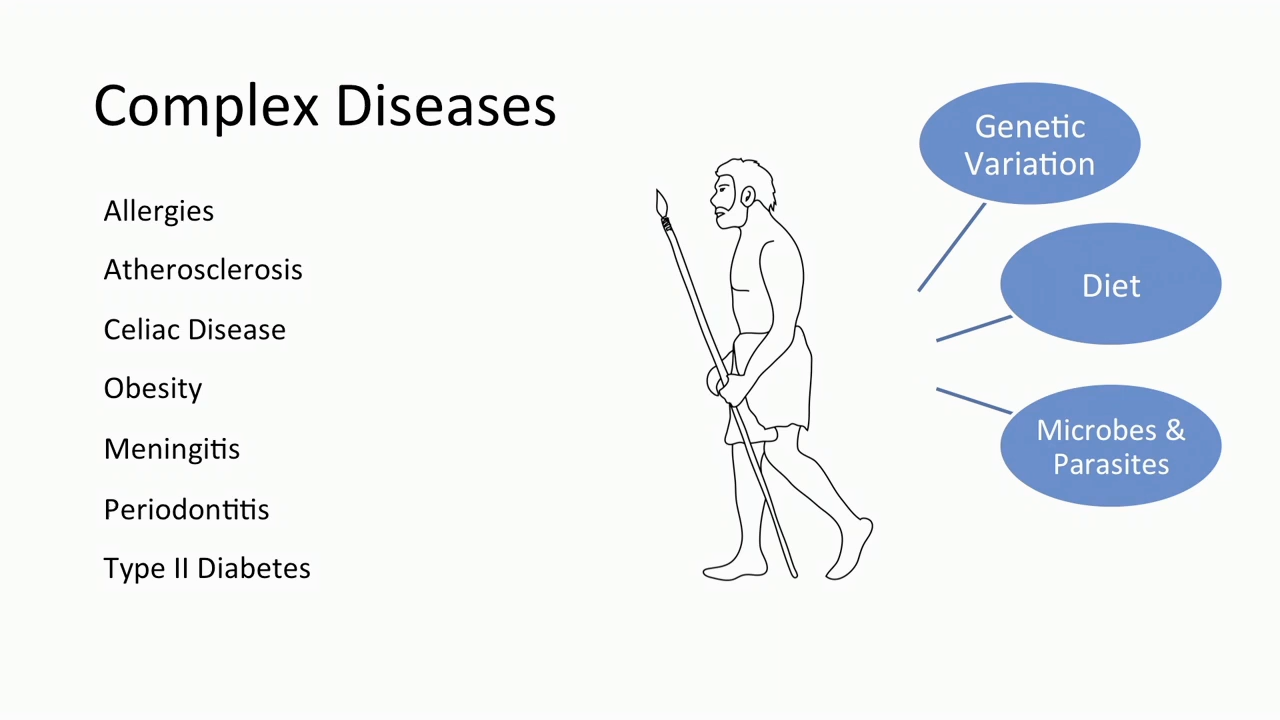 Complex Diseases
Allergies
Atherosclerosis
Celiac Disease
Obesity
Meningitis
Periodontitis
Type II Diabetes
Genetic
Variation
Diet
Microbes &
Parasites